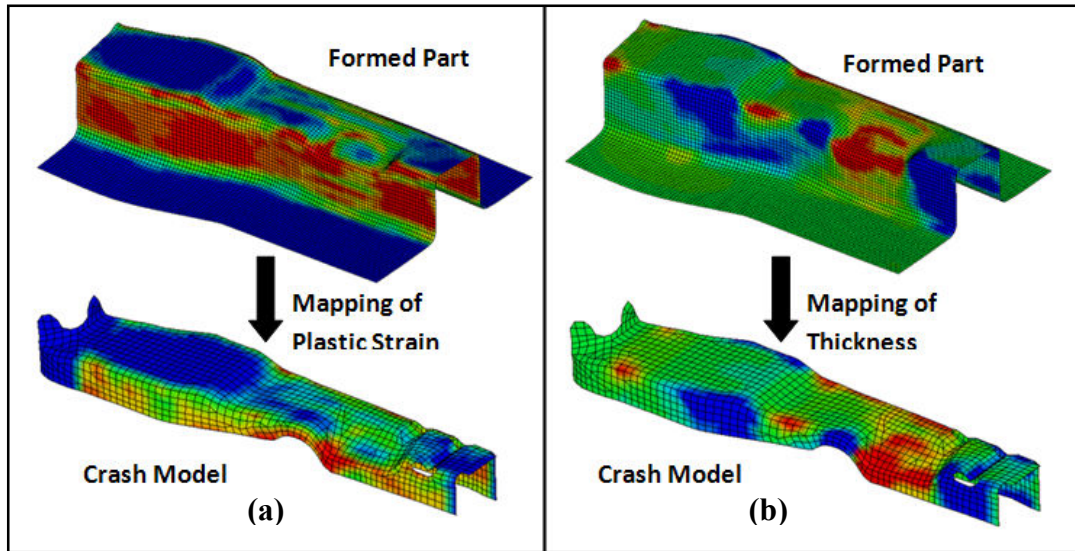 Formed Part
Mapping of
Plastic Strain
Crash Model
(a)
Formed Part
Mapping of
Thickness
Crash Model
(b)